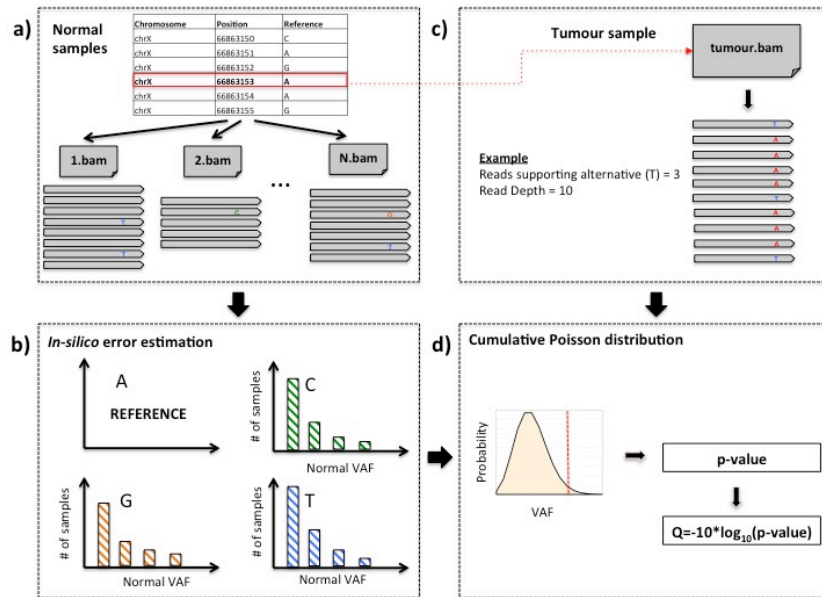 a) Normal samples
Chromosome Position Reference
chrX 66863150 C
chrX 66863151 A
chrX 66863152 G
chrX 66863153 A
chrX 66863154 A
chrX 66863155 G
1.bam 2.bam ... N.bam
C
G
T
T
T
c) Tumour sample
tumour.bam
Example
Reads supporting alternative (T) = 3
Read Depth = 10
T
A
A
A
A
T
A
A
A
T
b) In-silico error estimation
A
REFERENCE
# of samples
C
Normal VAF
# of samples
G
Normal VAF
# of samples
T
Normal VAF
d) Cumulative Poisson distribution
Probability
VAF
p-value
Q=-10*log10(p-value)